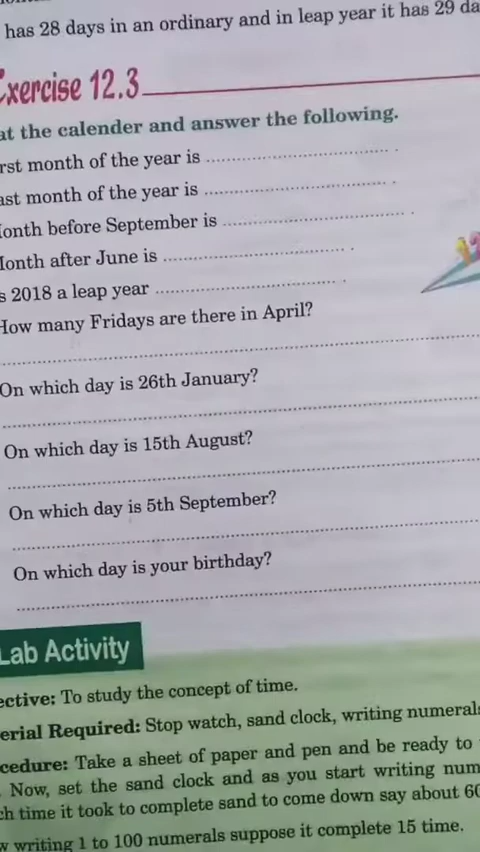 has 28 days in an ordinary and in leap year it has 29 da
Exercise 12.3
at the calender and answer the following.
rst month of the year is ........................ .
ast month of the year is ........................ .
Month before September is ........................ .
Month after June is ........................ .
s 2018 a leap year ........................ .
How many Fridays are there in April?
On which day is 26th January?
On which day is 15th August?
On which day is 5th September?
On which day is your birthday?
Lab Activity
ective: To study the concept of time.
erial Required: Stop watch, sand clock, writing numerals
cedure: Take a sheet of paper and pen and be ready to
. Now, set the sand clock and as you start writing num
ch time it took to complete sand to come down say about 60
w writing 1 to 100 numerals suppose it complete 15 time.